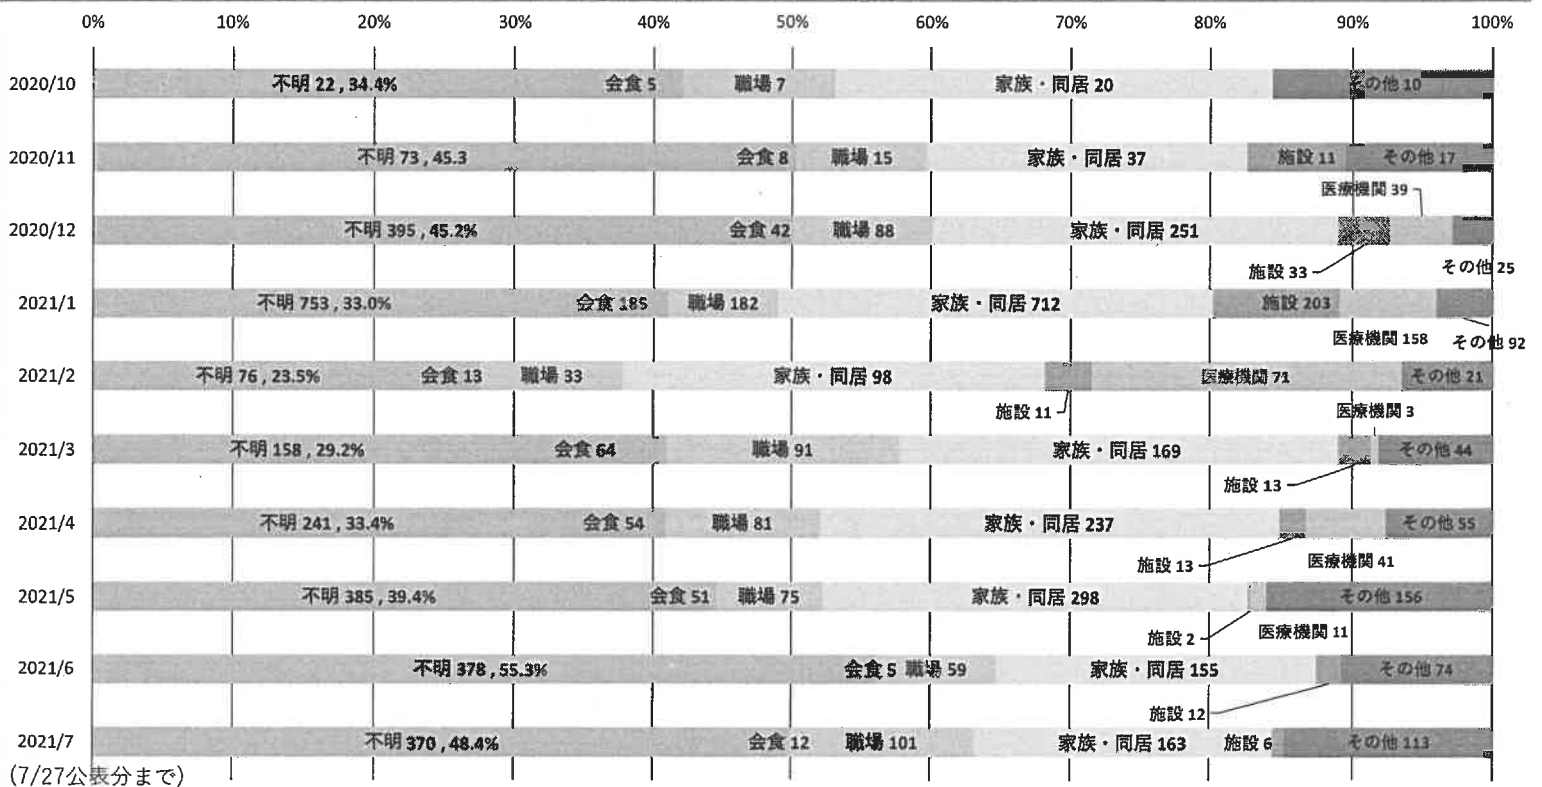 0% 10% 20% 30% 40% 50% 60% 70% 80% 90% 100%
2020/10 不明 22 , 34.4% 会食 5 職場 7 家族・同居 20 その他 10
2020/11 不明 73 , 45.3 会食 8 職場 15 家族・同居 37 施設 11 その他 17
医療機関 39
2020/12 不明 395 , 45.2% 会食 42 職場 88 家族・同居 251
施設 33 その他 25
2021/1 不明 753 , 33.0% 会食 185 職場 182 家族・同居 712 施設 203
医療機関 158 その他 92
2021/2 不明 76 , 23.5% 会食 13 職場 33 家族・同居 98 医療機関 71 その他 21
施設 11 医療機関 3
2021/3 不明 158 , 29.2% 会食 64 職場 91 家族・同居 169 その他 44
施設 13
2021/4 不明 241 , 33.4% 会食 54 職場 81 家族・同居 237 その他 55
施設 13 医療機関 41
2021/5 不明 385 , 39.4% 会食 51 職場 75 家族・同居 298 その他 156
施設 2 医療機関 11
2021/6 不明 378 , 55.3% 会食 5 職場 59 家族・同居 155 その他 74
施設 12
2021/7 不明 370 , 48.4% 会食 12 職場 101 家族・同居 163 施設 6 その他 113
(7/27公表分まで)